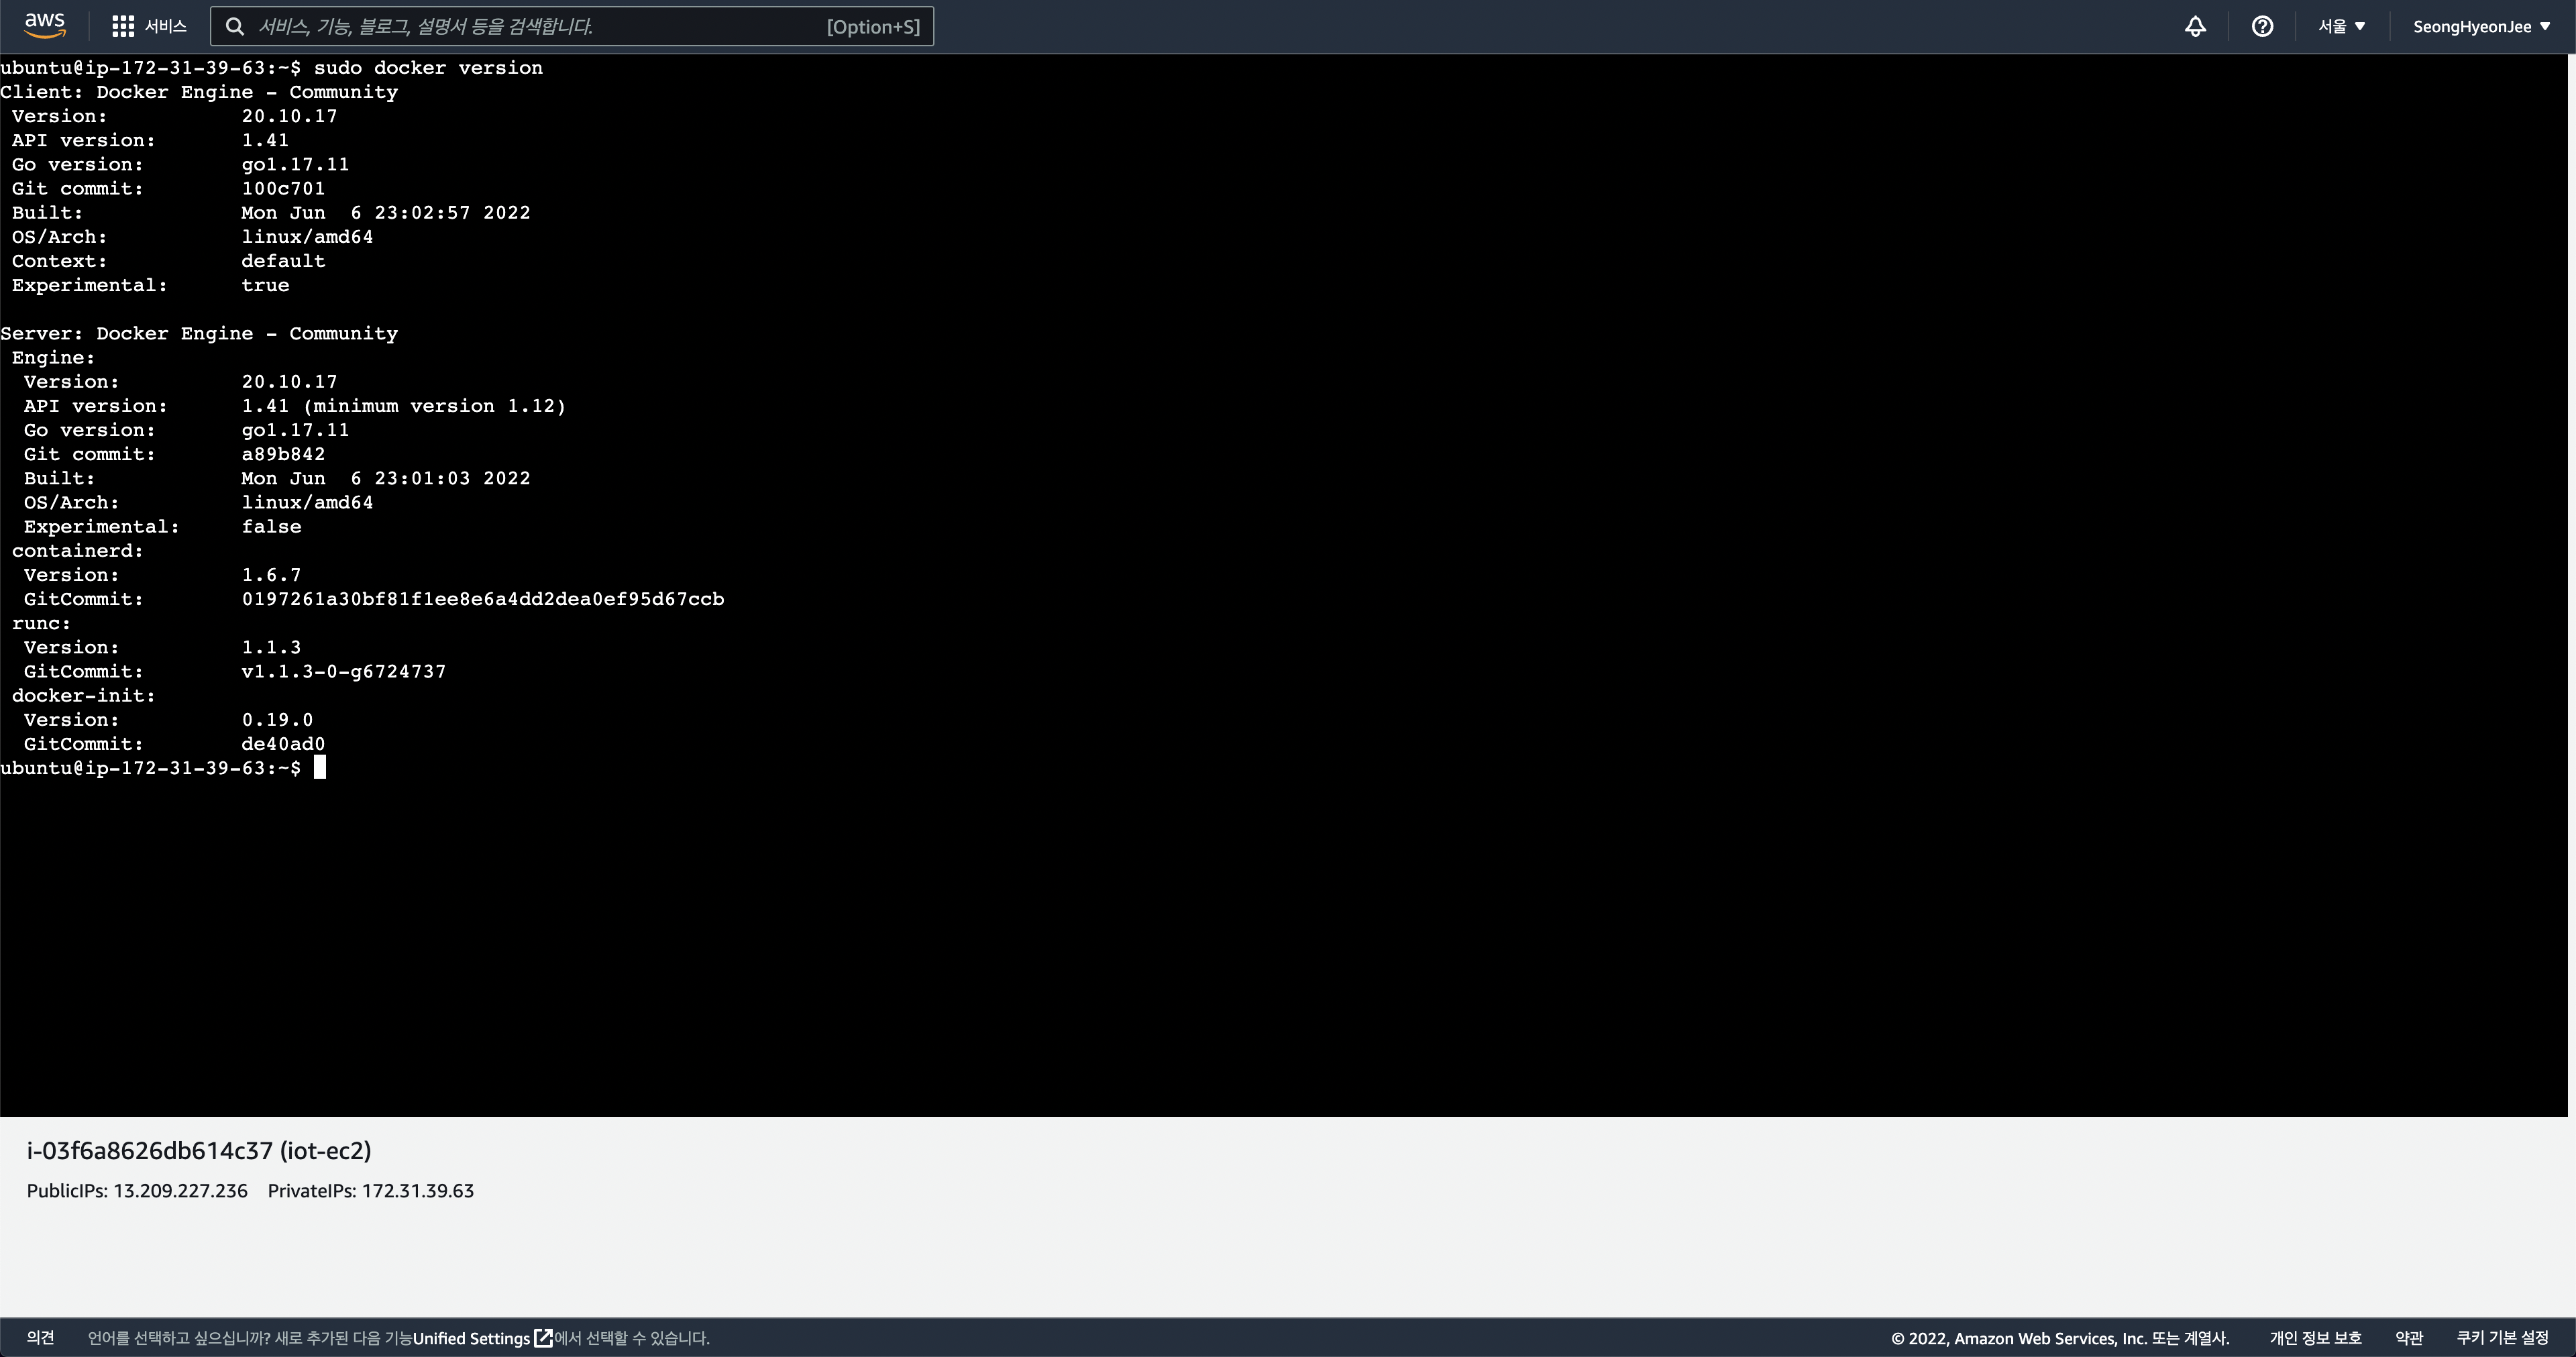 aws 서비스 서비스, 기능, 블로그, 설명서 등을 검색합니다. [Option+S] 서울 SeongHyeonJee
ubuntu@ip-172-31-39-63:~$ sudo docker version
Client: Docker Engine - Community
 Version:           20.10.17
 API version:       1.41
 Go version:        go1.17.11
 Git commit:        100c701
 Built:             Mon Jun  6 23:02:57 2022
 OS/Arch:           linux/amd64
 Context:           default
 Experimental:      true

Server: Docker Engine - Community
 Engine:
  Version:          20.10.17
  API version:      1.41 (minimum version 1.12)
  Go version:       go1.17.11
  Git commit:       a89b842
  Built:            Mon Jun  6 23:01:03 2022
  OS/Arch:          linux/amd64
  Experimental:     false
 containerd:
  Version:          1.6.7
  GitCommit:        0197261a30bf81f1ee8e6a4dd2dea0ef95d67ccb
 runc:
  Version:          1.1.3
  GitCommit:        v1.1.3-0-g6724737
 docker-init:
  Version:          0.19.0
  GitCommit:        de40ad0
ubuntu@ip-172-31-39-63:~$
i-03f6a8626db614c37 (iot-ec2)
PublicIPs: 13.209.227.236 PrivateIPs: 172.31.39.63
의견 언어를 선택하고 싶으십니까? 새로 추가된 다음 기능Unified Settings에서 선택할 수 있습니다. © 2022, Amazon Web Services, Inc. 또는 계열사. 개인 정보 보호 약관 쿠키 기본 설정